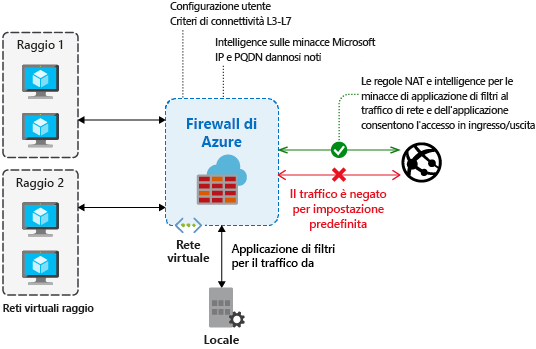 Configurazione utente
Criteri di connettività L3-L7
Intelligence sulle minacce Microsoft
IP e PQDN dannosi noti
Raggio 1
Firewall di
Azure
Le regole NAT e intelligence per le
minacce di applicazione di filtri al
traffico di rete e dell'applicazione
consentono l'accesso in ingresso/uscita
Raggio 2
Il traffico è negato
per impostazione
predefinita
Rete
virtuale
Applicazione di filtri
per il traffico da
Reti virtuali raggio
Locale